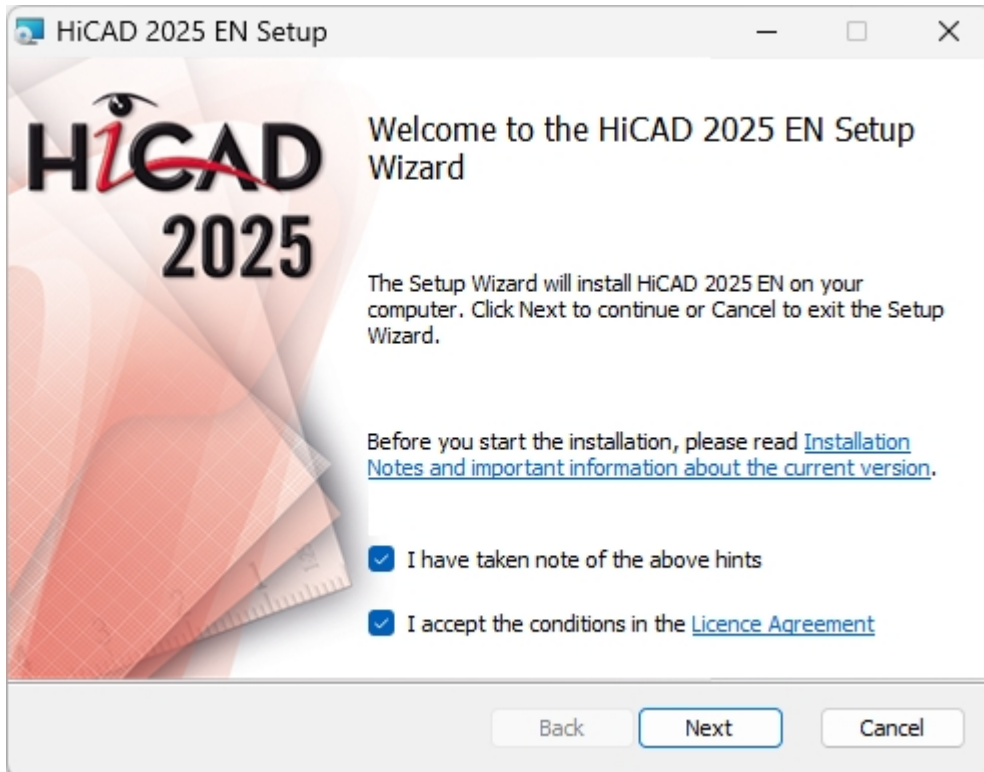 HiCAD 2025 EN Setup
HiCAD
2025
Welcome to the HiCAD 2025 EN Setup
Wizard
The Setup Wizard will install HiCAD 2025 EN on your
computer. Click Next to continue or Cancel to exit the Setup
Wizard.
Before you start the installation, please read Installation
Notes and important information about the current version.
I have taken note of the above hints
I accept the conditions in the Licence Agreement
Back
Next
Cancel